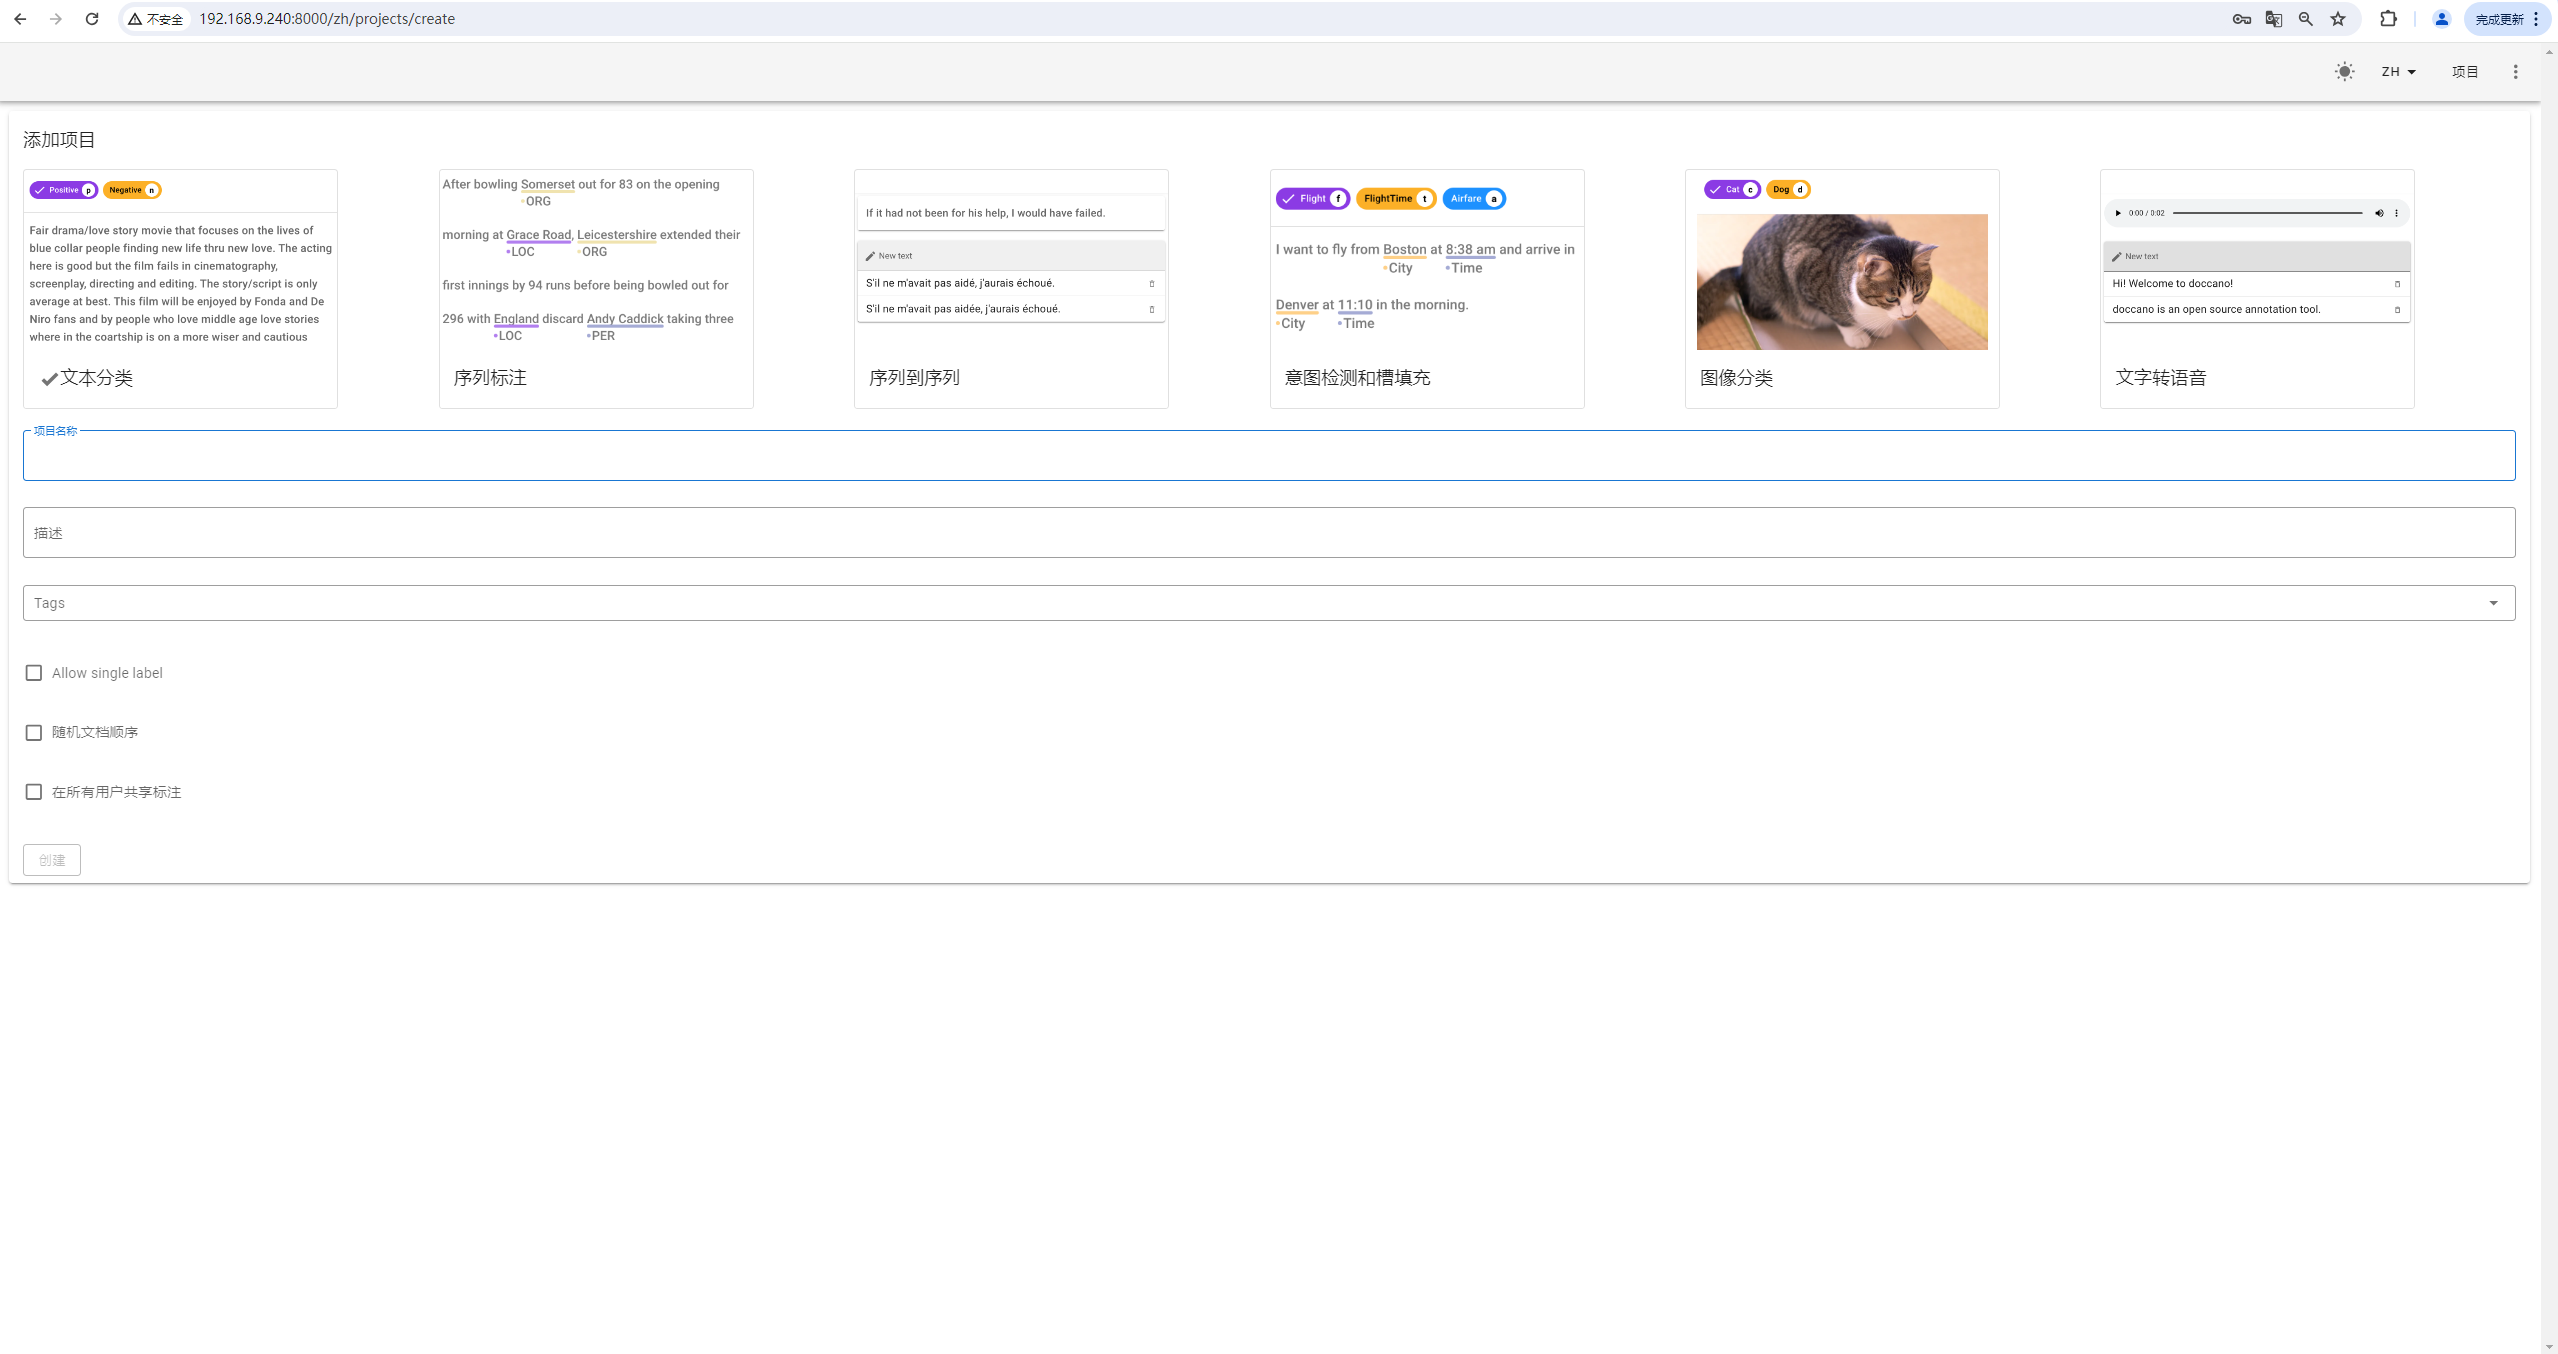 不安全
192.168.9.240:8000/zh/projects/create
完成更新
ZH
项目
添加项目
Positive p
Negative n
Fair drama/love story movie that focuses on the lives of
blue collar people finding new life thru new love. The acting
here is good but the film fails in cinematography,
screenplay, directing and editing. The story/script is only
average at best. This film will be enjoyed by Fonda and De
Niro fans and by people who love middle age love stories
where in the coartship is on a more wiser and cautious
文本分类
After bowling Somerset out for 83 on the opening
•ORG
morning at Grace Road, Leicestershire extended their
•LOC •ORG
first innings by 94 runs before being bowled out for
296 with England discard Andy Caddick taking three
•LOC •PER
序列标注
If it had not been for his help, I would have failed.
New text
S'il ne m'avait pas aidé, j'aurais échoué.
S'il ne m'avait pas aidée, j'aurais échoué.
序列到序列
Flight f
FlightTime t
Airfare a
I want to fly from Boston at 8:38 am and arrive in
•City •Time
Denver at 11:10 in the morning.
•City •Time
意图检测和槽填充
Cat c
Dog d
图像分类
0:00 / 0:02
New text
Hi! Welcome to doccano!
doccano is an open source annotation tool.
文字转语音
项目名称
描述
Tags
Allow single label
随机文档顺序
在所有用户共享标注
创建